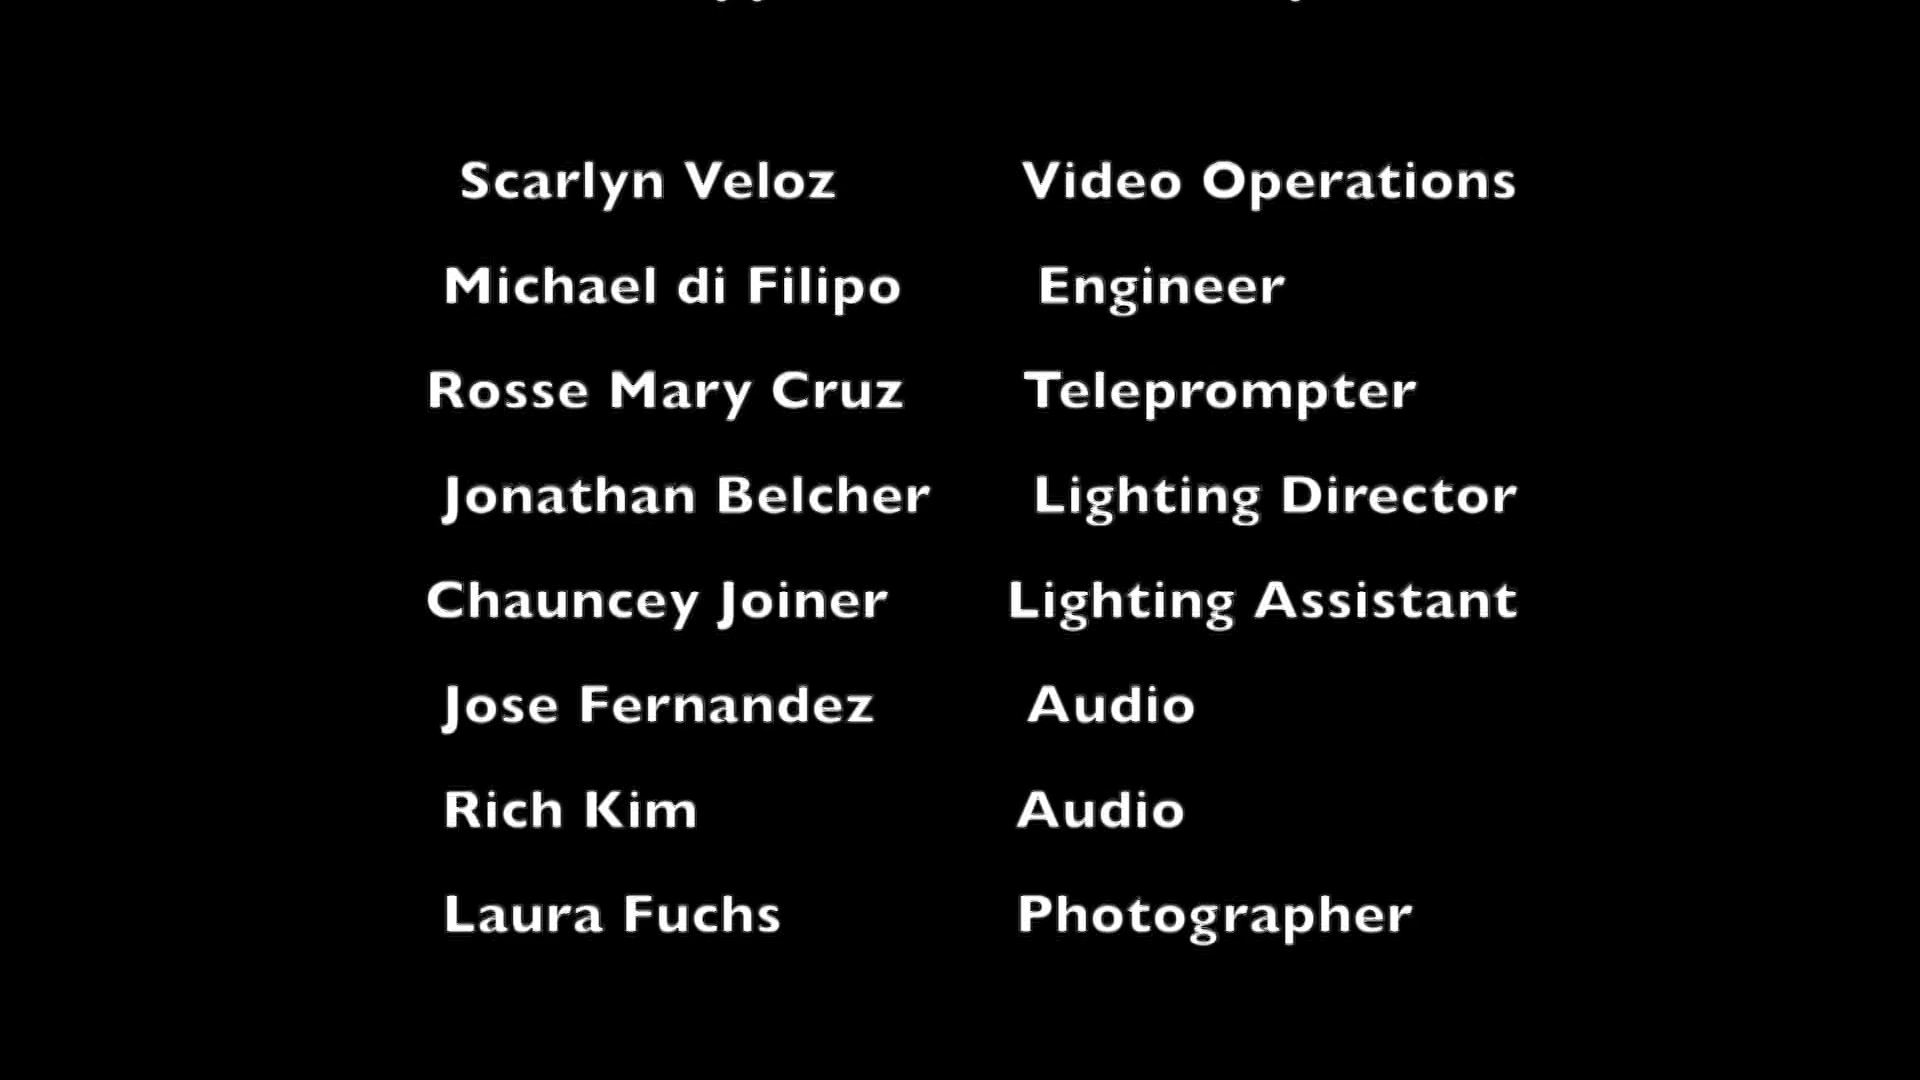 Scarlyn Veloz Video Operations
Michael di Filipo Engineer
Rosse Mary Cruz Teleprompter
Jonathan Belcher Lighting Director
Chauncey Joiner Lighting Assistant
Jose Fernandez Audio
Rich Kim Audio
Laura Fuchs Photographer